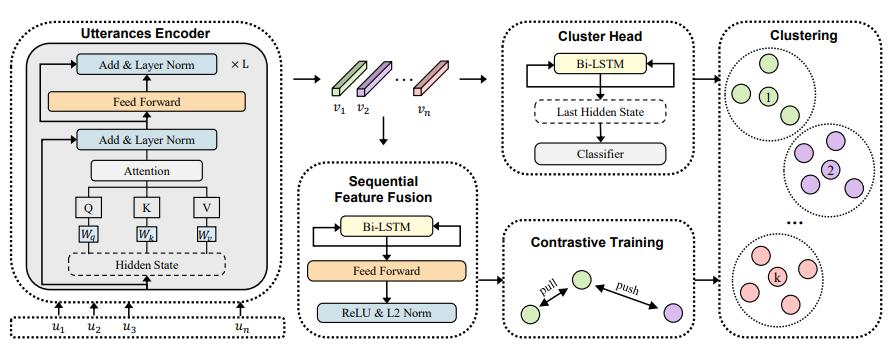 Utterances Encoder
Add & Layer Norm
× L
Feed Forward
Add & Layer Norm
Attention
Q K V
W_q W_k W_v
Hidden State
u_1 u_2 u_3 u_n
v_1 v_2 ... v_n
Sequential
Feature Fusion
Bi-LSTM
Feed Forward
ReLU & L2 Norm
Cluster Head
Bi-LSTM
Last Hidden State
Classifier
Contrastive Training
pull
push
Clustering
1
2
...
k